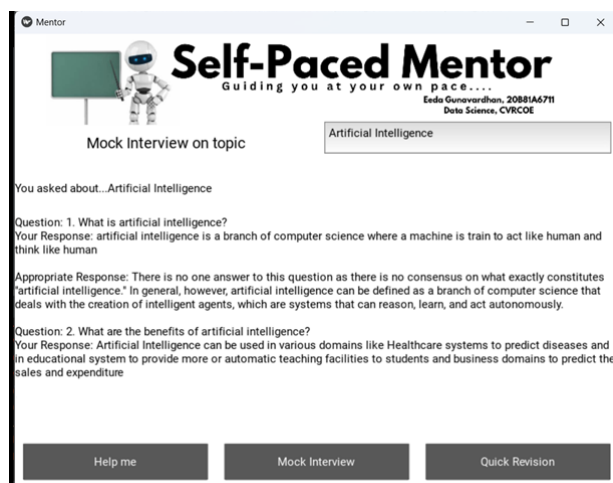 Mentor
Self-Paced Mentor
Guiding you at your own pace....
Eeda Gunavardhan, 20B81A6711
Data Science, CVRCOE
Mock Interview on topic
Artificial Intelligence
You asked about...Artificial Intelligence
Question: 1. What is artificial intelligence?
Your Response: artificial intelligence is a branch of computer science where a machine is train to act like human and
think like human
Appropriate Response: There is no one answer to this question as there is no consensus on what exactly constitutes
"artificial intelligence." In general, however, artificial intelligence can be defined as a branch of computer science that
deals with the creation of intelligent agents, which are systems that can reason, learn, and act autonomously.
Question: 2. What are the benefits of artificial intelligence?
Your Response: Artificial Intelligence can be used in various domains like Healthcare systems to predict diseases and
in educational system to provide more or automatic teaching facilities to students and business domains to predict the
sales and expenditure
Help me
Mock Interview
Quick Revision